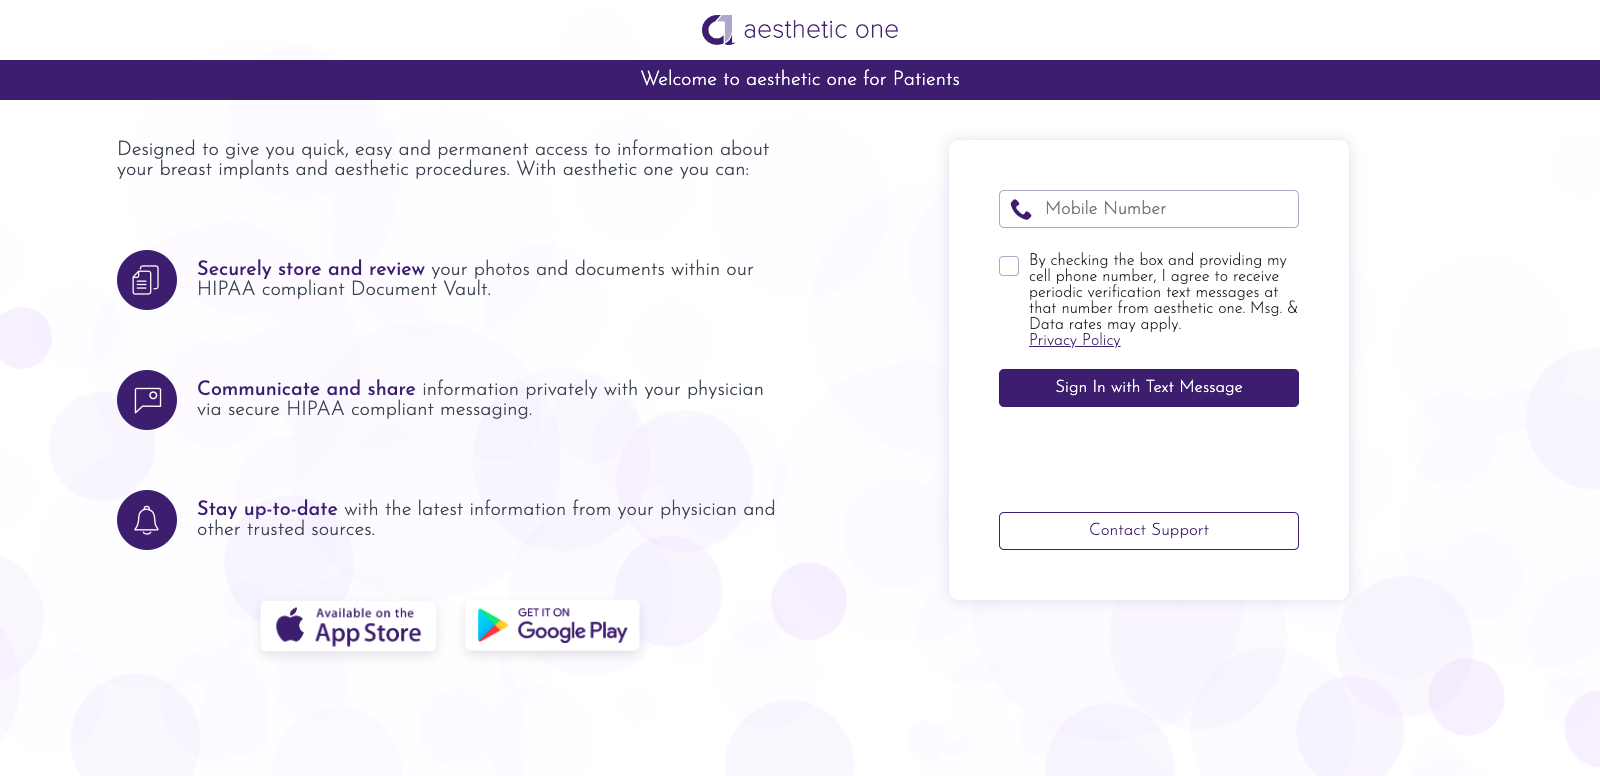 aesthetic one
Welcome to aesthetic one for Patients
Designed to give you quick, easy and permanent access to information about
your breast implants and aesthetic procedures. With aesthetic one you can:
Securely store and review your photos and documents within our
HIPAA compliant Document Vault.
Communicate and share information privately with your physician
via secure HIPAA compliant messaging.
Stay up-to-date with the latest information from your physician and
other trusted sources.
Available on the
App Store
GET IT ON
Google Play
Mobile Number
By checking the box and providing my
cell phone number, I agree to receive
periodic verification text messages at
that number from aesthetic one. Msg. &
Data rates may apply.
Privacy Policy
Sign In with Text Message
Contact Support